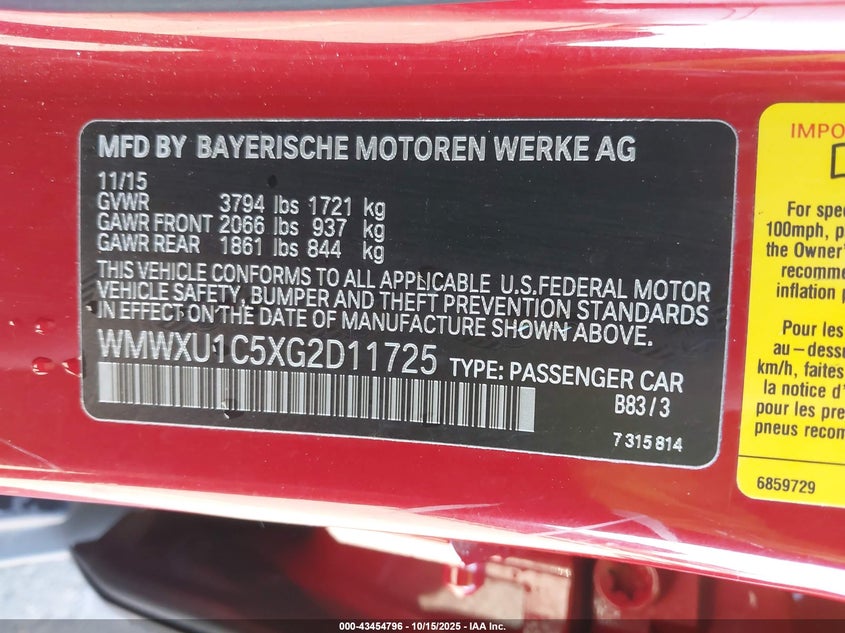 MFD BY BAYERISCHE MOTOREN WERKE AG
11/15
GVWR 3794 lbs 1721 kg
GAWR FRONT 2066 lbs 937 kg
GAWR REAR 1861 lbs 844 kg
THIS VEHICLE CONFORMS TO ALL APPLICABLE U.S.FEDERAL MOTOR
VEHICLE SAFETY, BUMPER AND THEFT PREVENTION STANDARDS
IN EFFECT ON THE DATE OF MANUFACTURE SHOWN ABOVE.
WMWXU1C5XG2D11725 TYPE: PASSENGER CAR
B83/3
7 315 814
IMPO
For spe
100mph, p
the Owner'
recomme
inflation p
Pour les
au-dess
km/h, faites
la notice d'
pour les pre
pneus recom
6859729
000-43454796 - 10/15/2025 - IAA Inc.